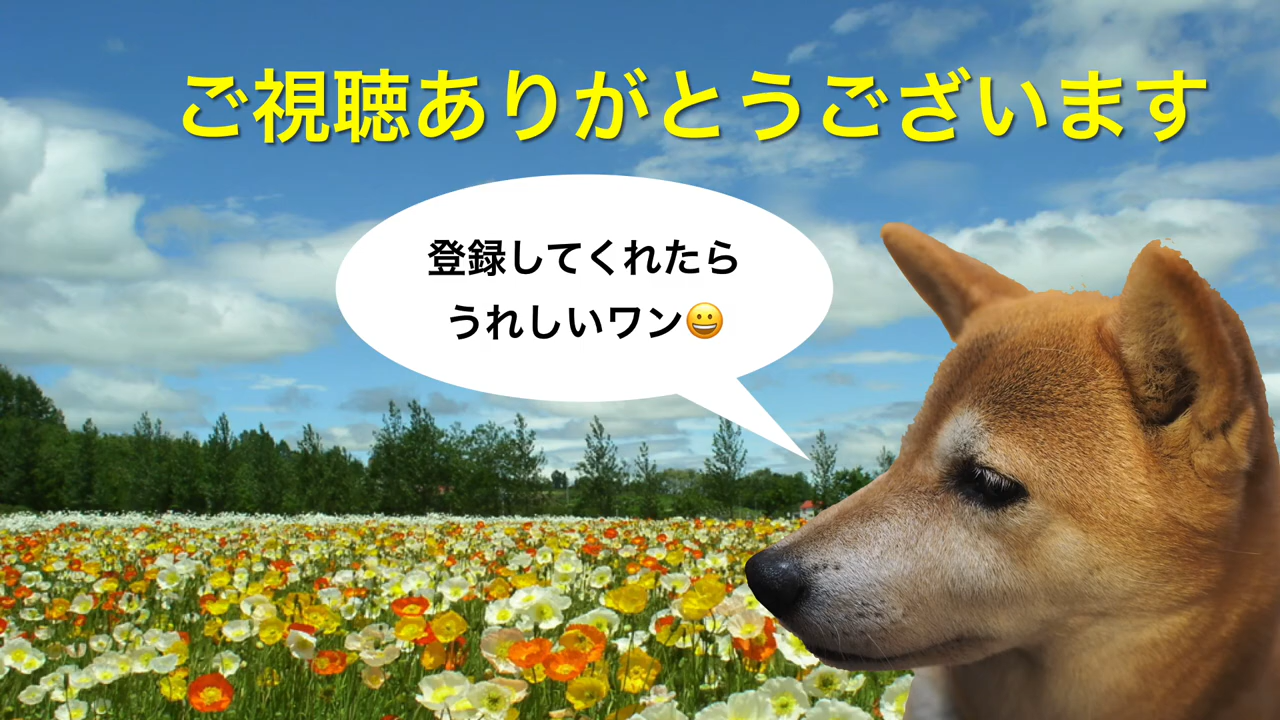 ご視聴ありがとうございます
登録してくれたら
うれしいワン😀